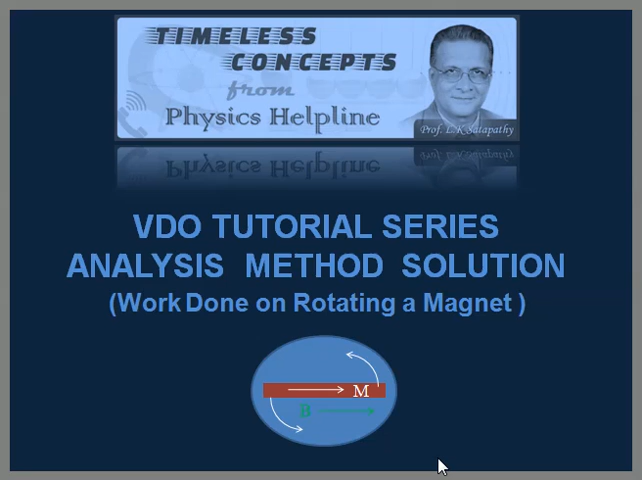 TIMELESS
CONCEPTS
from
Physics Helpline
Prof. L.K Satapathy
VDO TUTORIAL SERIES
ANALYSIS METHOD SOLUTION
(Work Done on Rotating a Magnet )
M
B